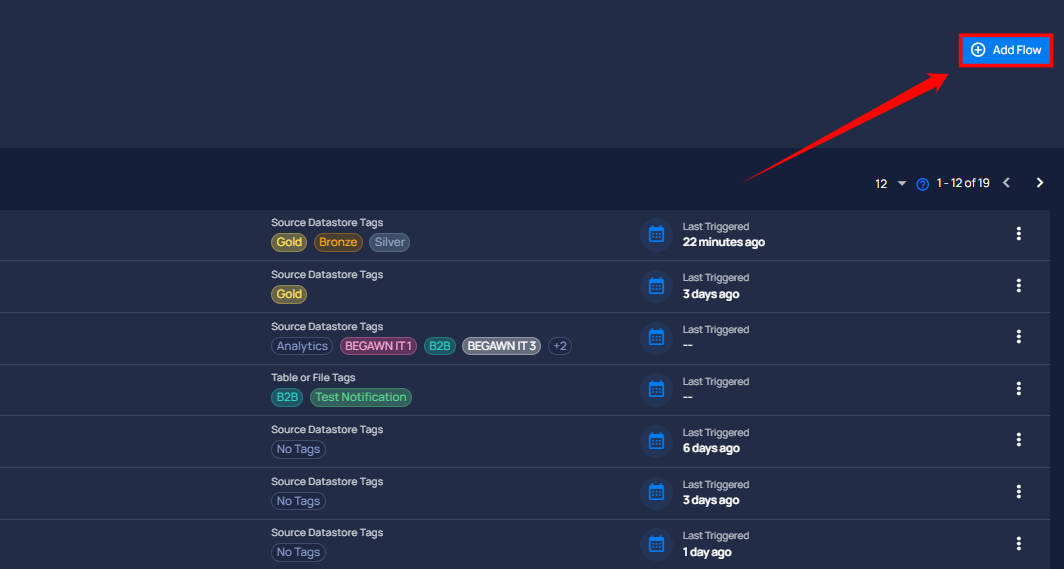 Add Flow
12 1 - 12 of 19
Source Datastore Tags Last Triggered
Gold Bronze Silver 22 minutes ago
Source Datastore Tags Last Triggered
Gold 3 days ago
Source Datastore Tags Last Triggered
Analytics BEGAWN IT 1 B2B BEGAWN IT 3 +2 --
Table or File Tags Last Triggered
B2B Test Notification --
Source Datastore Tags Last Triggered
No Tags 6 days ago
Source Datastore Tags Last Triggered
No Tags 3 days ago
Source Datastore Tags Last Triggered
No Tags 1 day ago